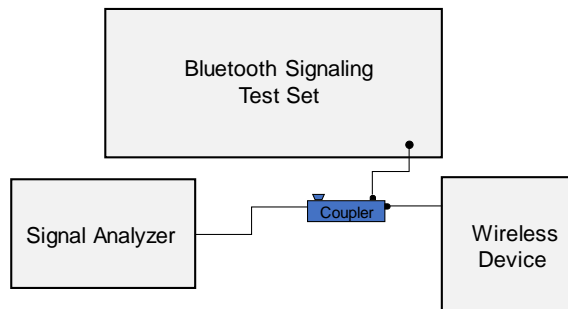 Bluetooth Signaling
Test Set
Coupler
Signal Analyzer
Wireless
Device